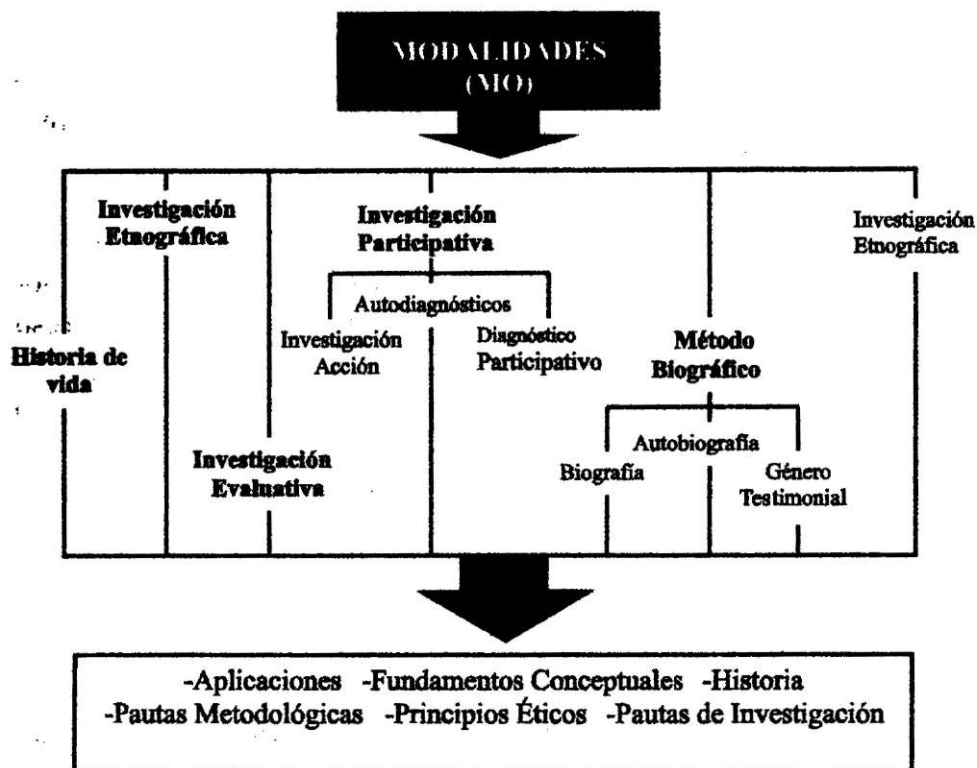 MODALIDADES
(MO)
Investigación
Etnográfica
Investigación
Participativa
Investigación
Etnográfica
Autodiagnósticos
Investigación
Acción
Diagnóstico
Participativo
Historia de
vida
Método
Biográfico
Investigación
Evaluativa
Autobiografía
Biografía
Género
Testimonial
-Aplicaciones -Fundamentos Conceptuales -Historia
-Pautas Metodológicas -Principios Éticos -Pautas de Investigación